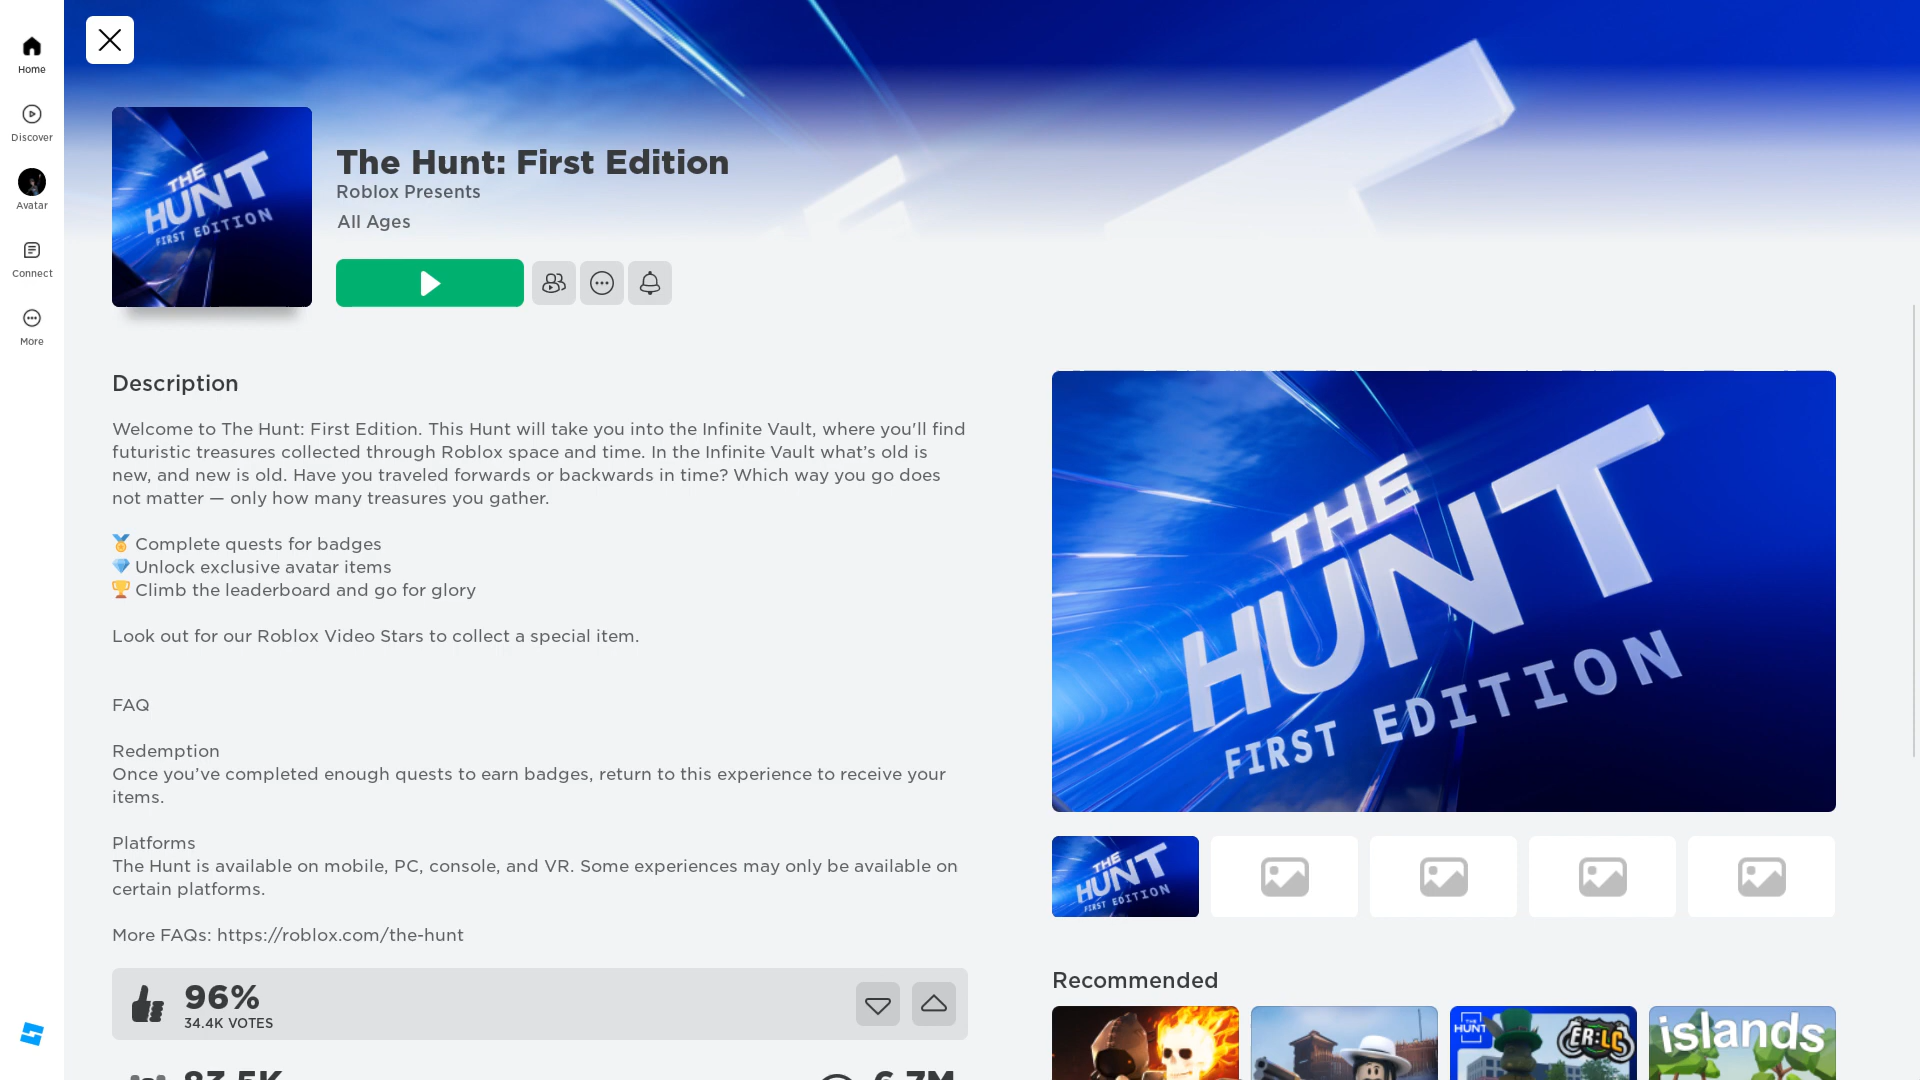 Home
Discover
Avatar
Connect
More
The Hunt: First Edition
Roblox Presents
All Ages
THE
HUNT
FIRST EDITION
Description
Welcome to The Hunt: First Edition. This Hunt will take you into the Infinite Vault, where you'll find
futuristic treasures collected through Roblox space and time. In the Infinite Vault what’s old is
new, and new is old. Have you traveled forwards or backwards in time? Which way you go does
not matter — only how many treasures you gather.
🏅 Complete quests for badges
💎 Unlock exclusive avatar items
🏆 Climb the leaderboard and go for glory
Look out for our Roblox Video Stars to collect a special item.
FAQ
Redemption
Once you’ve completed enough quests to earn badges, return to this experience to receive your
items.
Platforms
The Hunt is available on mobile, PC, console, and VR. Some experiences may only be available on
certain platforms.
More FAQs: https://roblox.com/the-hunt
96%
34.4K VOTES
THE
HUNT
FIRST EDITION
THE
HUNT
FIRST EDITION
Recommended
THE
HUNT
ER:LC
islands